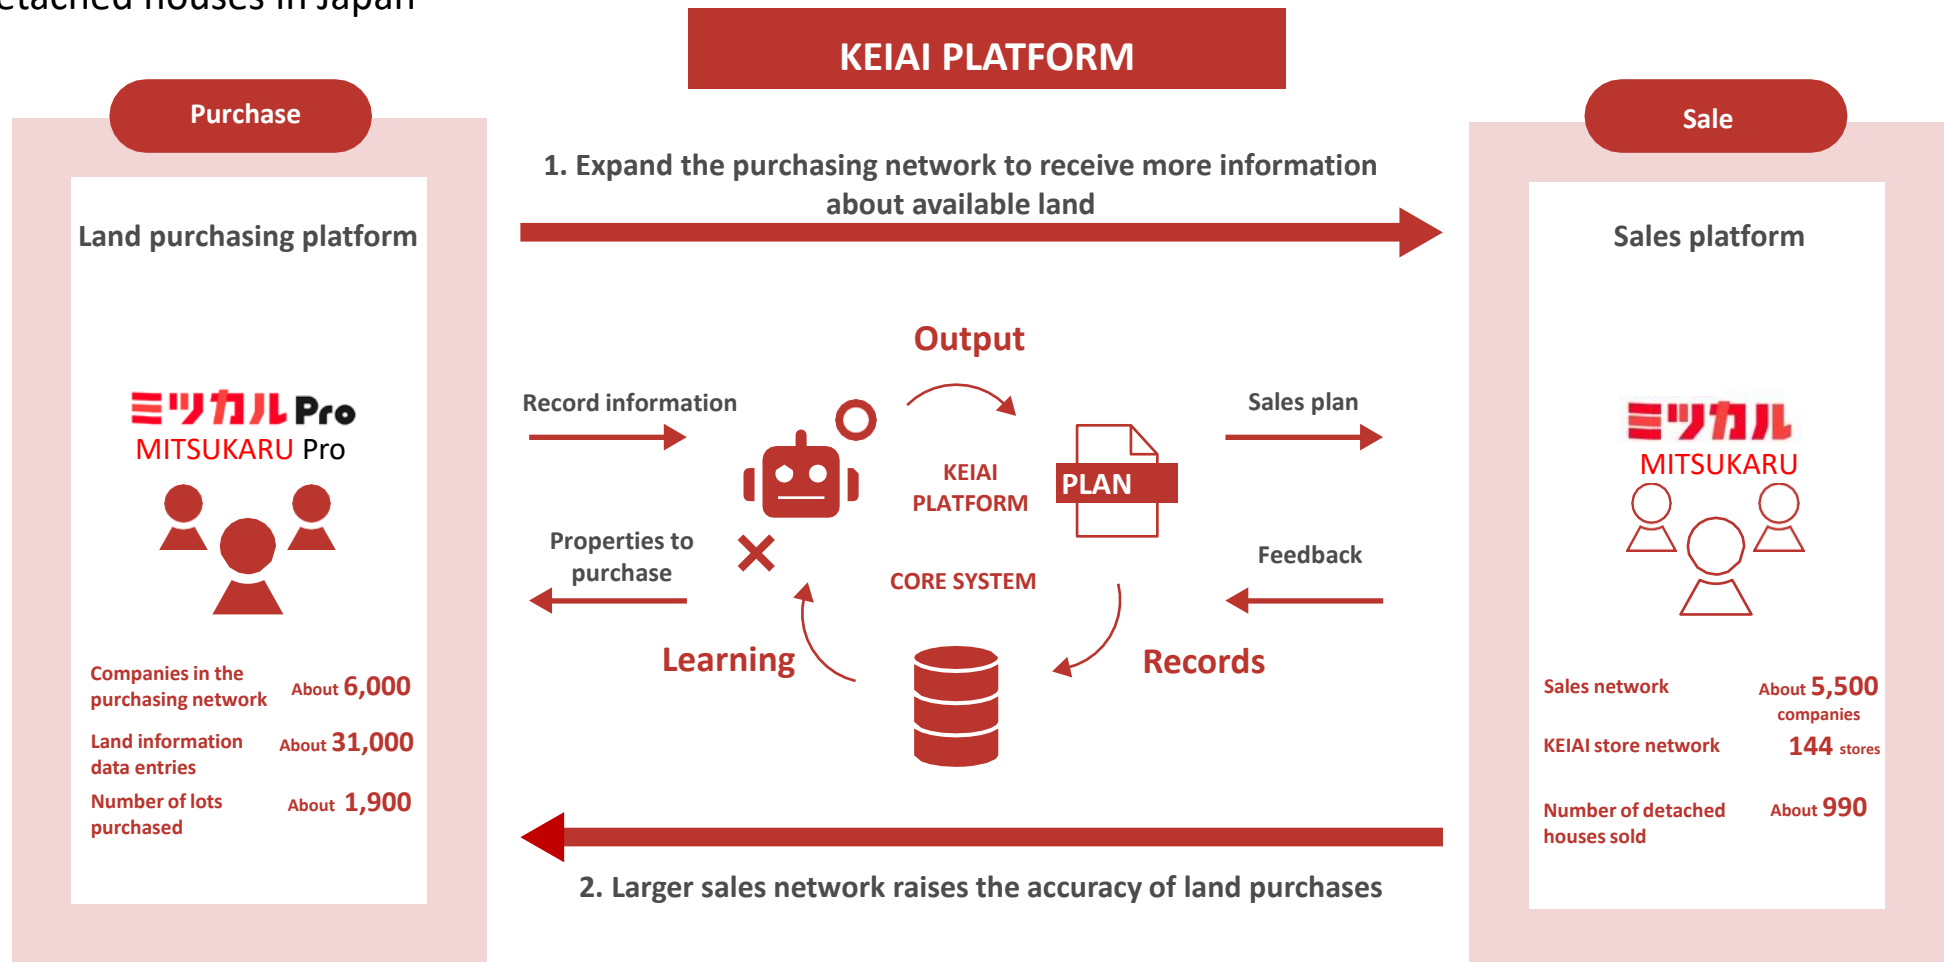 etached houses in Japan
KEIAI PLATFORM
Purchase
Land purchasing platform
ミツカル Pro
MITSUKARU Pro
Companies in the
purchasing network About 6,000
Land information
data entries About 31,000
Number of lots
purchased About 1,900
1. Expand the purchasing network to receive more information
about available land
Output
Record information
Sales plan
KEIAI
PLATFORM
PLAN
Properties to
purchase
Feedback
CORE SYSTEM
Learning
Records
2. Larger sales network raises the accuracy of land purchases
Sale
Sales platform
ミツカル
MITSUKARU
Sales network About 5,500
companies
KEIAI store network 144 stores
Number of detached
houses sold About 990